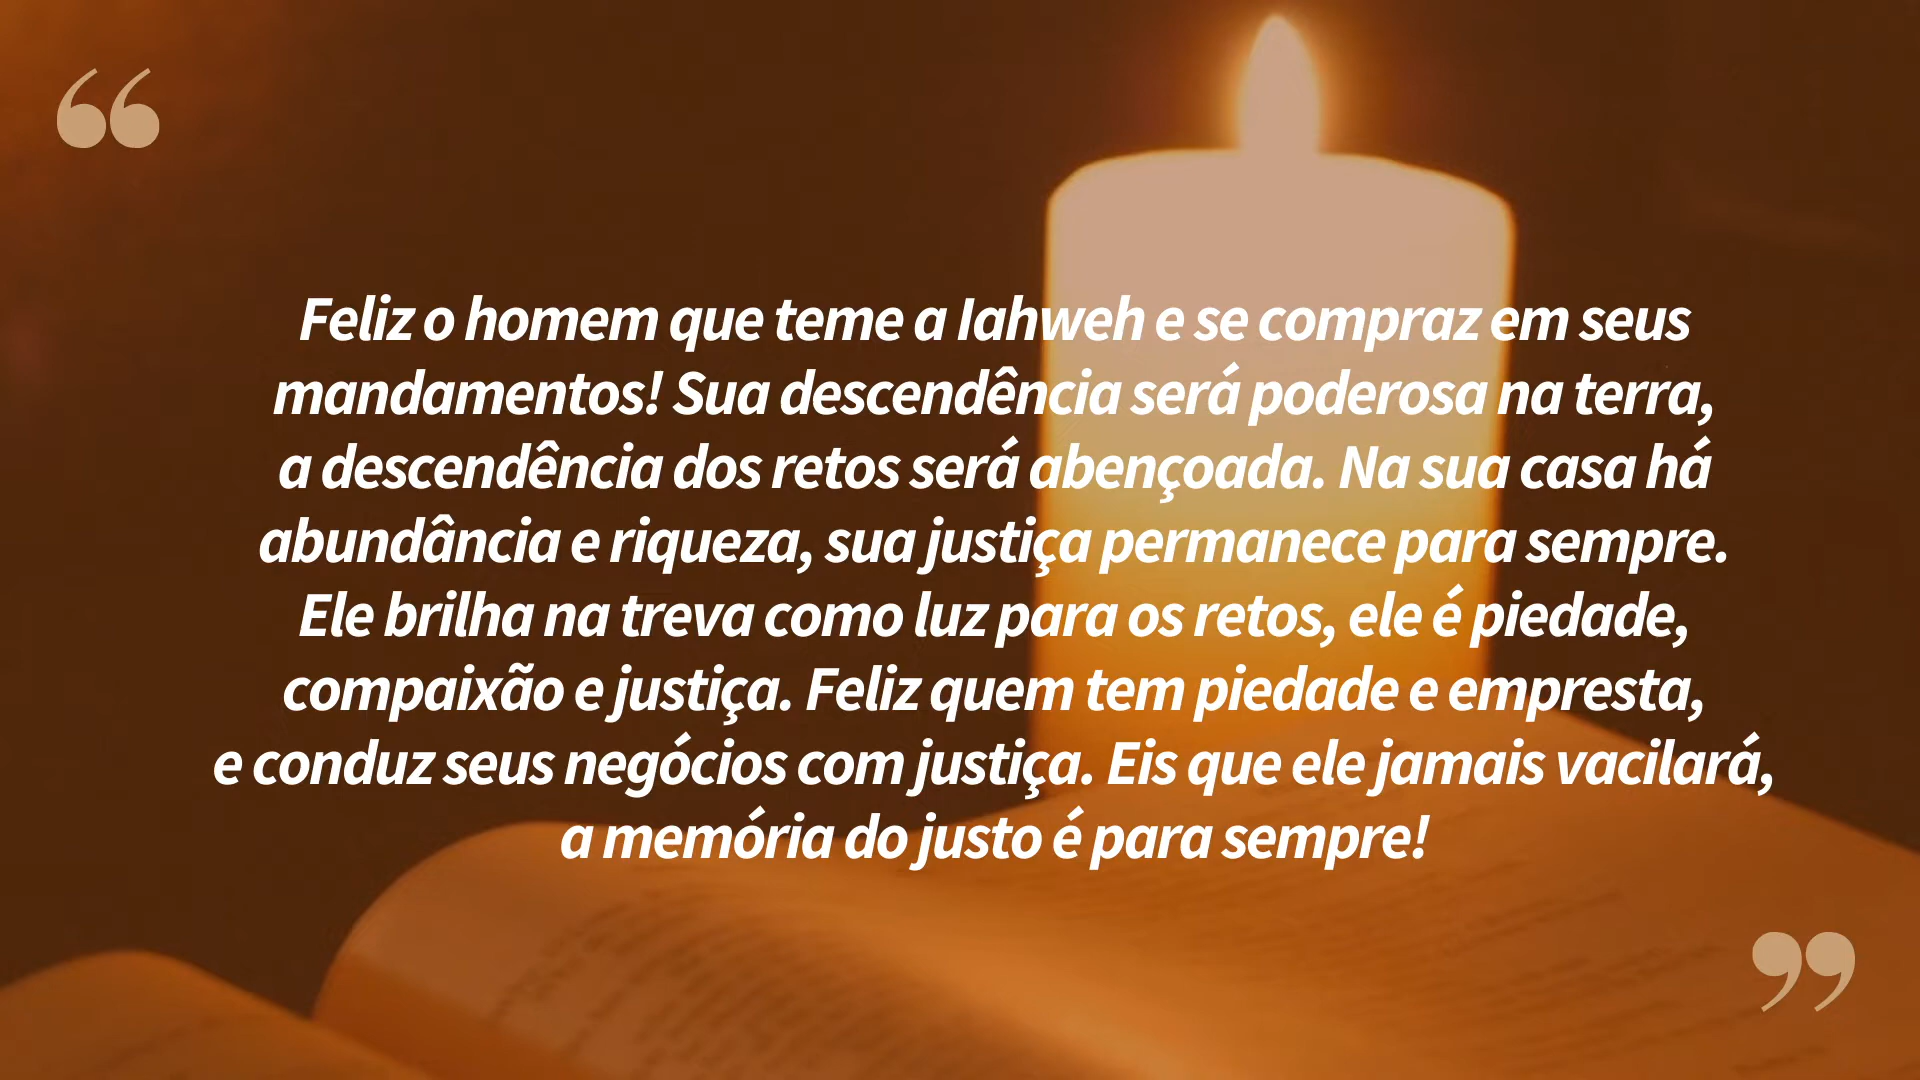 “
Feliz o homem que teme a Iahweh e se compraz em seus
mandamentos! Sua descendência será poderosa na terra,
a descendência dos retos será abençoada. Na sua casa há
abundância e riqueza, sua justiça permanece para sempre.
Ele brilha na treva como luz para os retos, ele é piedade,
compaixão e justiça. Feliz quem tem piedade e empresta,
e conduz seus negócios com justiça. Eis que ele jamais vacilará,
a memória do justo é para sempre!
”